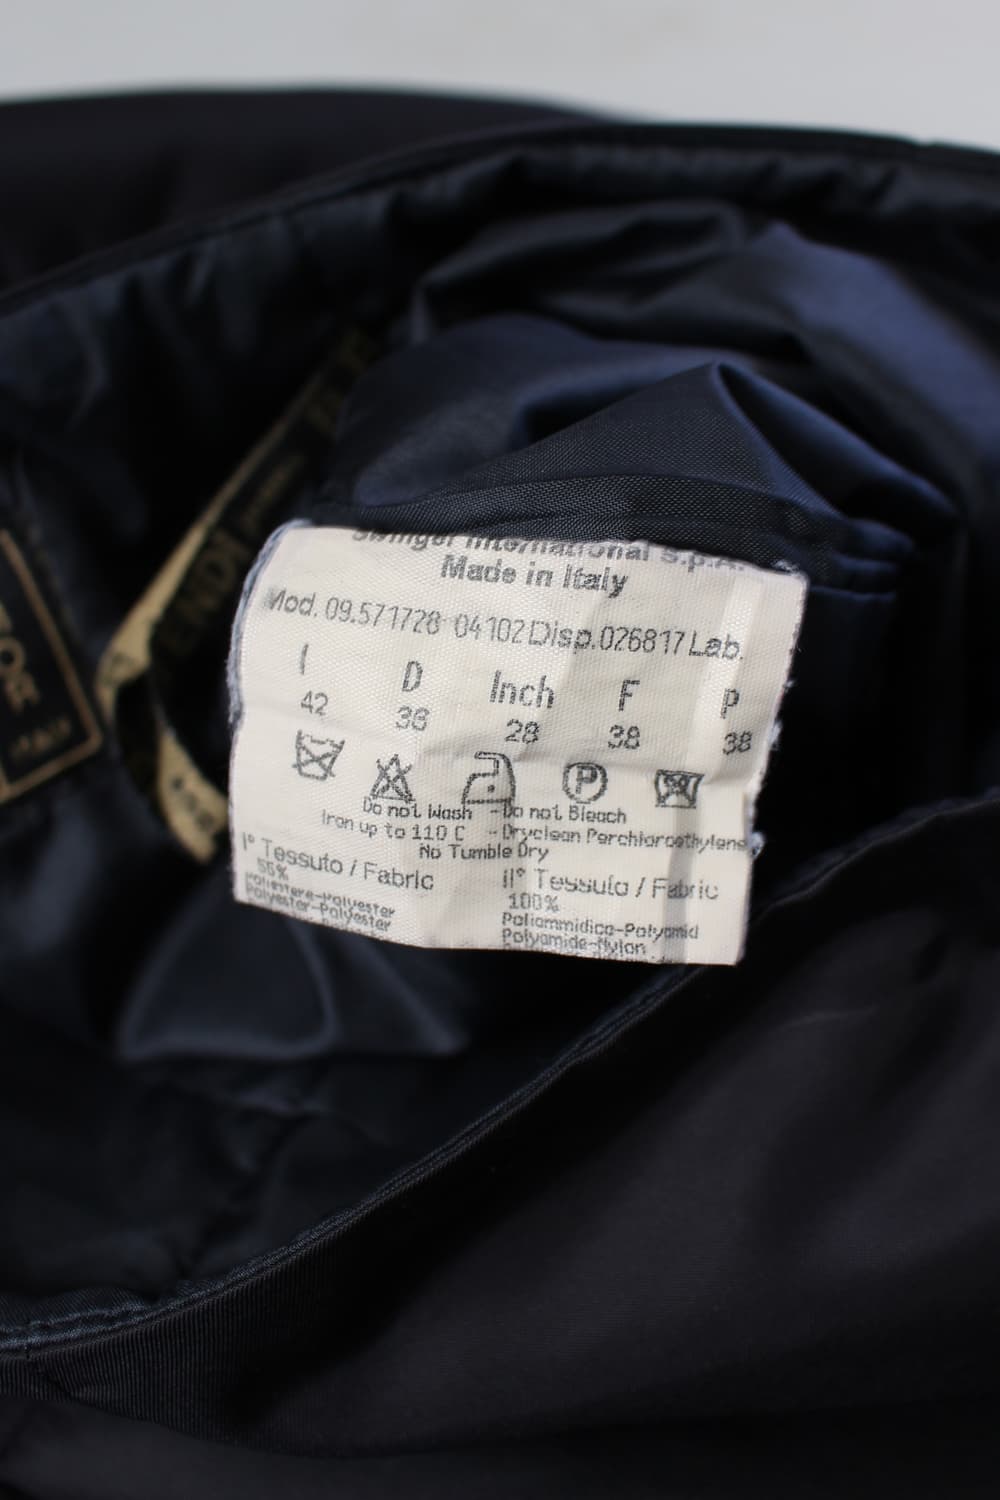 Swinger International S.p.A.
Made in Italy
Mod. 09.571728 04102 Disp.026817 Lab.
I D Inch F P
42 38 28 38 38
P
Do not Wash - Do not Bleach
Iron up to 110 C - Dryclean Perchloroethylene
No Tumble Dry
I° Tessuto / Fabric
55%
Poliestere-Polyester
Polyester-Polyester
II° Tessuto / Fabric
100%
Poliammidica-Polyamid
Polyamide-Nylon